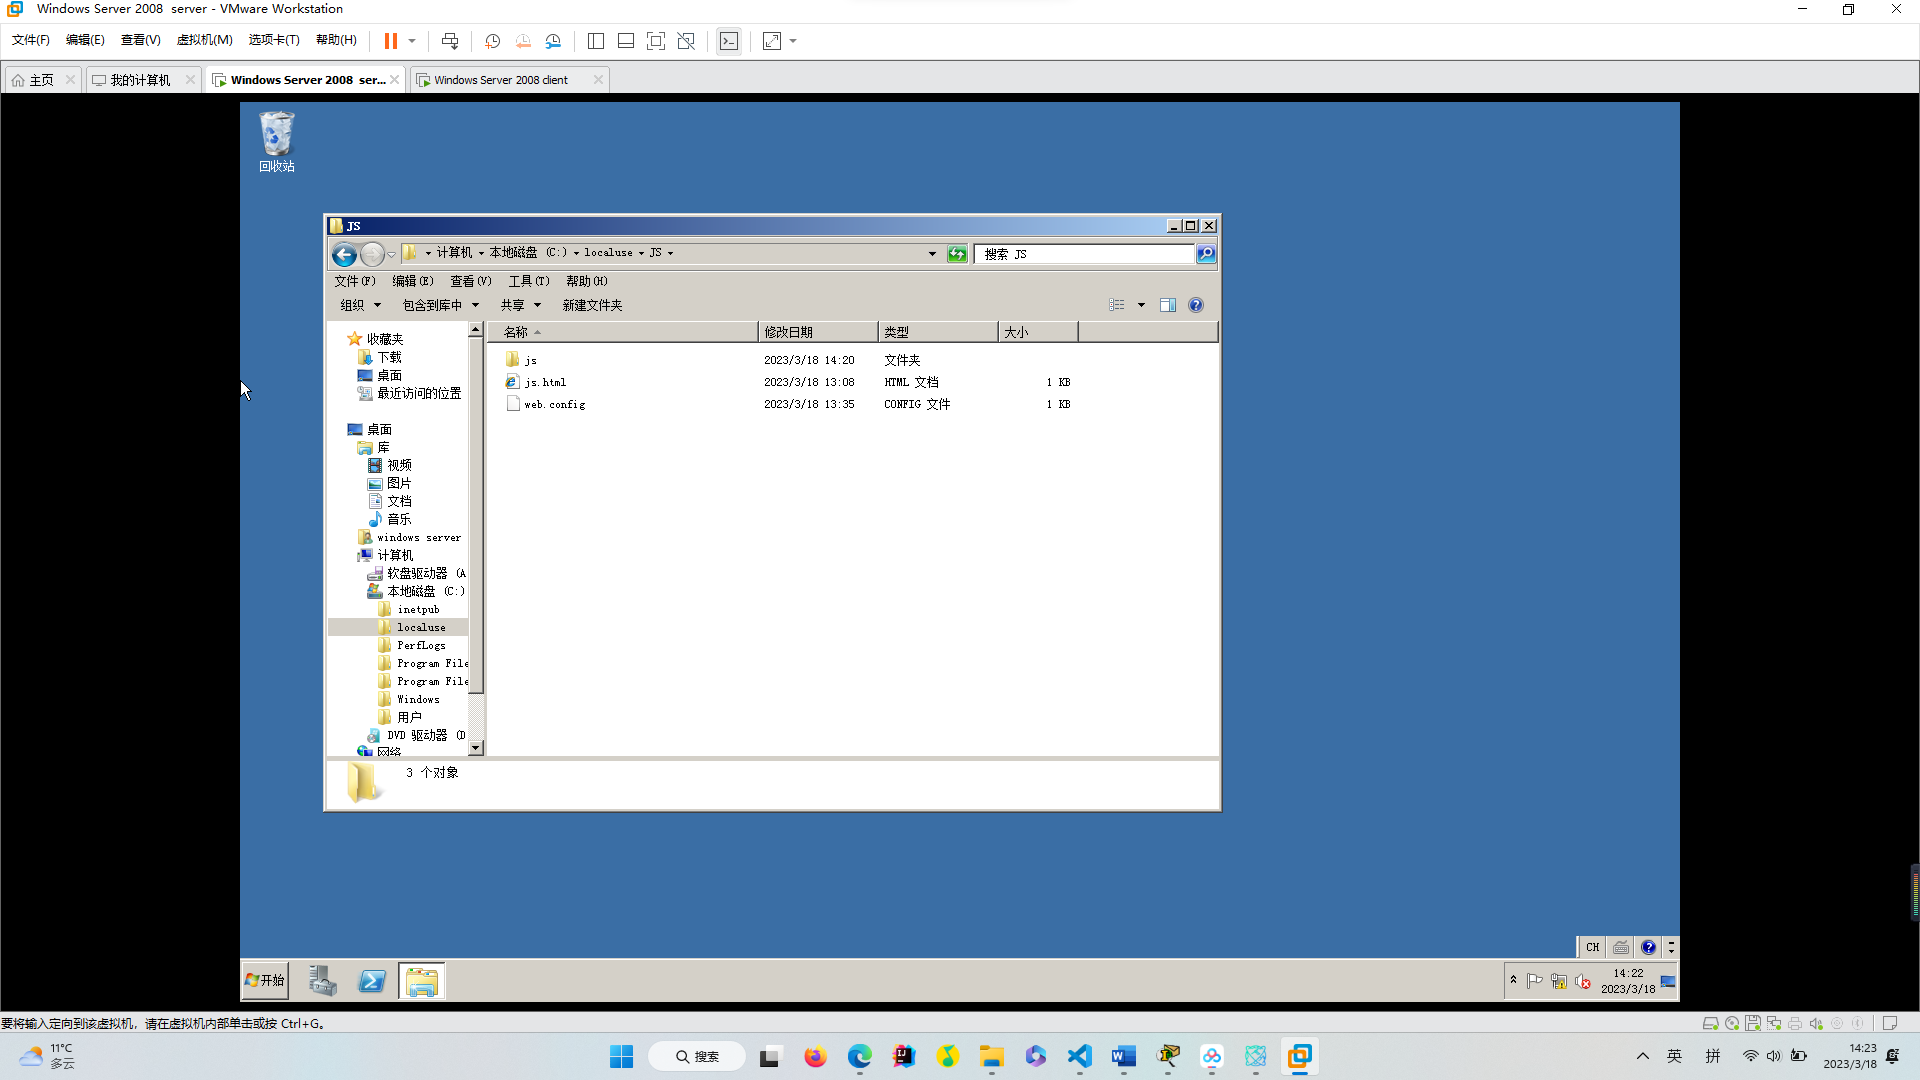 Windows Server 2008  server - VMware Workstation
文件(F) 编辑(E) 查看(V) 虚拟机(M) 选项卡(T) 帮助(H)
主页 我的计算机 Windows Server 2008  ser... Windows Server 2008 client
回收站
JS
计算机 本地磁盘 (C:) localuse JS 搜索 JS
文件(F) 编辑(E) 查看(V) 工具(T) 帮助(H)
组织 包含到库中 共享 新建文件夹
名称 修改日期 类型 大小
js 2023/3/18 14:20 文件夹
js.html 2023/3/18 13:08 HTML 文档 1 KB
web.config 2023/3/18 13:35 CONFIG 文件 1 KB
收藏夹
下载
桌面
最近访问的位置
桌面
库
视频
图片
文档
音乐
windows server
计算机
软盘驱动器 (A
本地磁盘 (C:)
inetpub
localuse
PerfLogs
Program File
Program File
Windows
用户
DVD 驱动器 (D
网络
3 个对象
CH
开始
14:22
2023/3/18
要将输入定向到该虚拟机，请在虚拟机内部单击或按 Ctrl+G。
11°C
多云
搜索
英 拼
14:23
2023/3/18